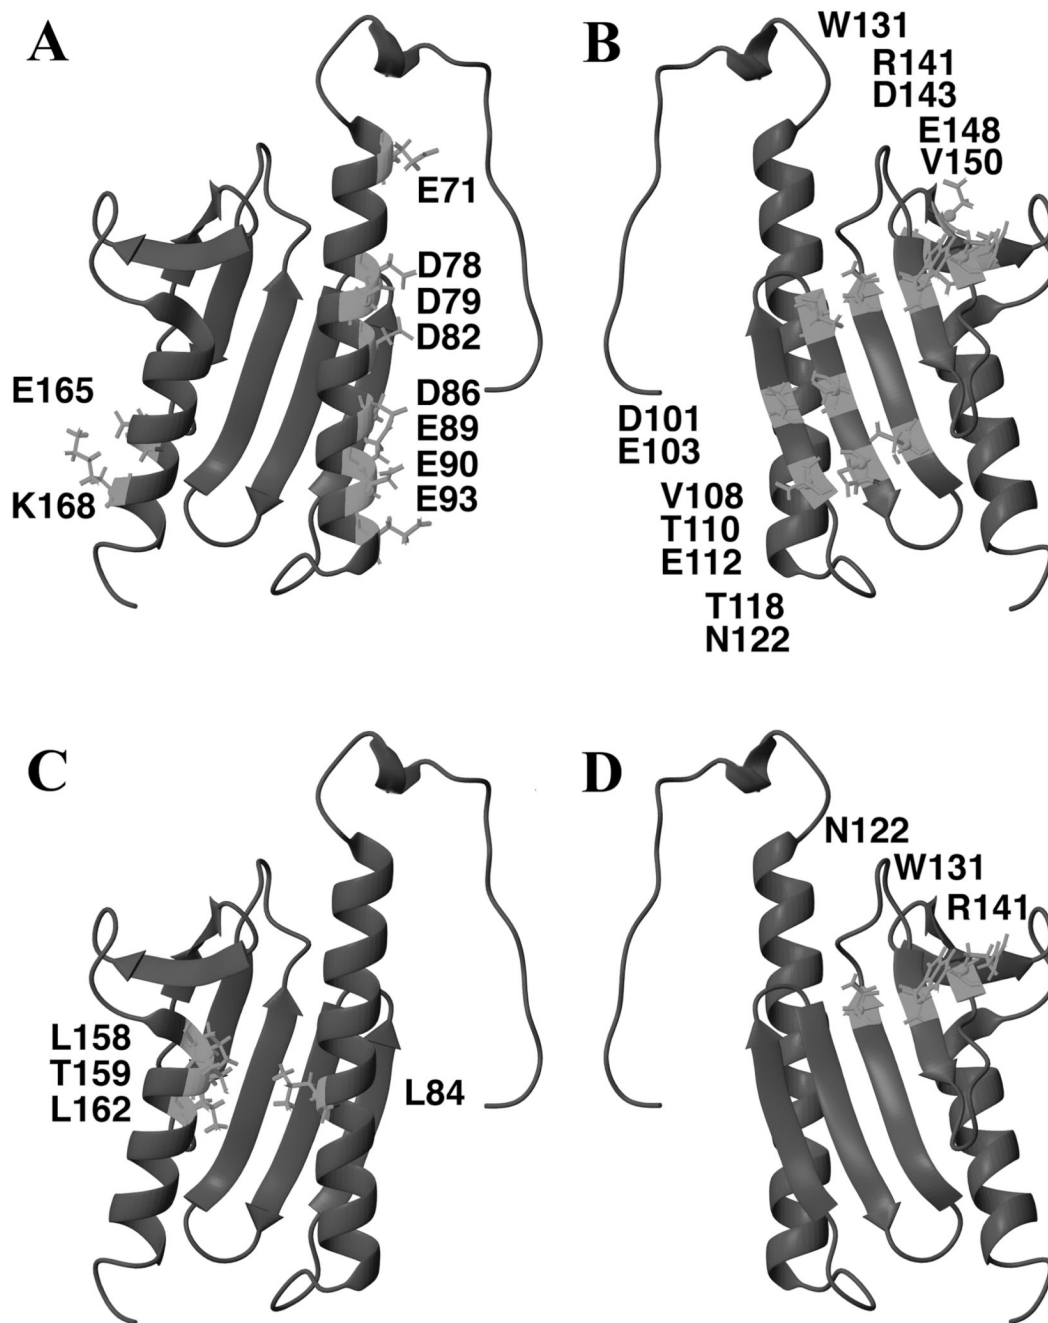 A
E71
D78
D79
D82
D86
E89
E90
E93
E165
K168
B
W131
R141
D143
E148
V150
D101
E103
V108
T110
E112
T118
N122
C
L158
T159
L162
L84
D
N122
W131
R141